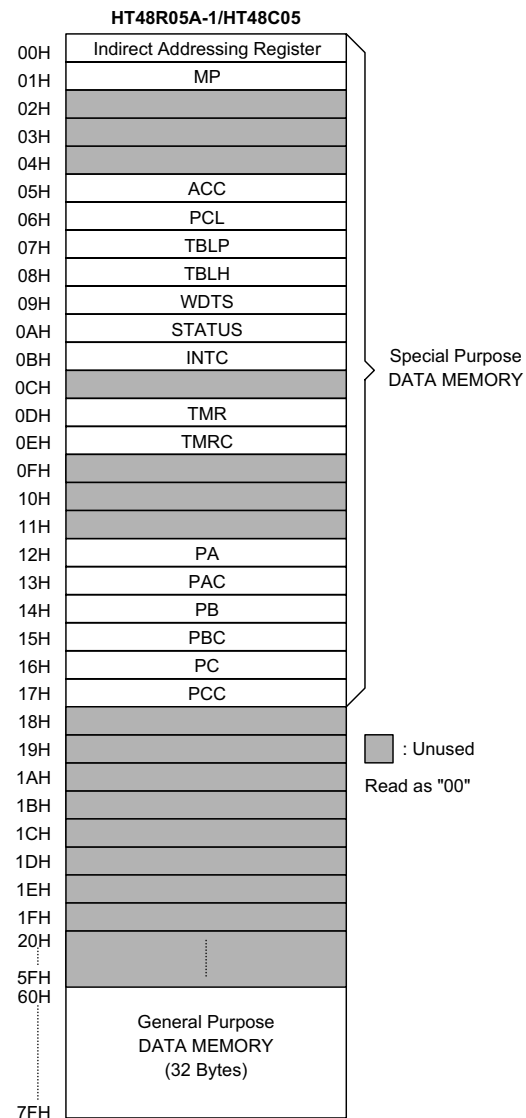 HT48R05A-1/HT48C05
00H Indirect Addressing Register
01H MP
02H
03H
04H
05H ACC
06H PCL
07H TBLP
08H TBLH
09H WDTS
0AH STATUS
0BH INTC
0CH
0DH TMR
0EH TMRC
0FH
10H
11H
12H PA
13H PAC
14H PB
15H PBC
16H PC
17H PCC
18H
19H
1AH
1BH
1CH
1DH
1EH
1FH
20H
5FH
60H
General Purpose
DATA MEMORY
(32 Bytes)
7FH
Special Purpose
DATA MEMORY
: Unused
Read as "00"